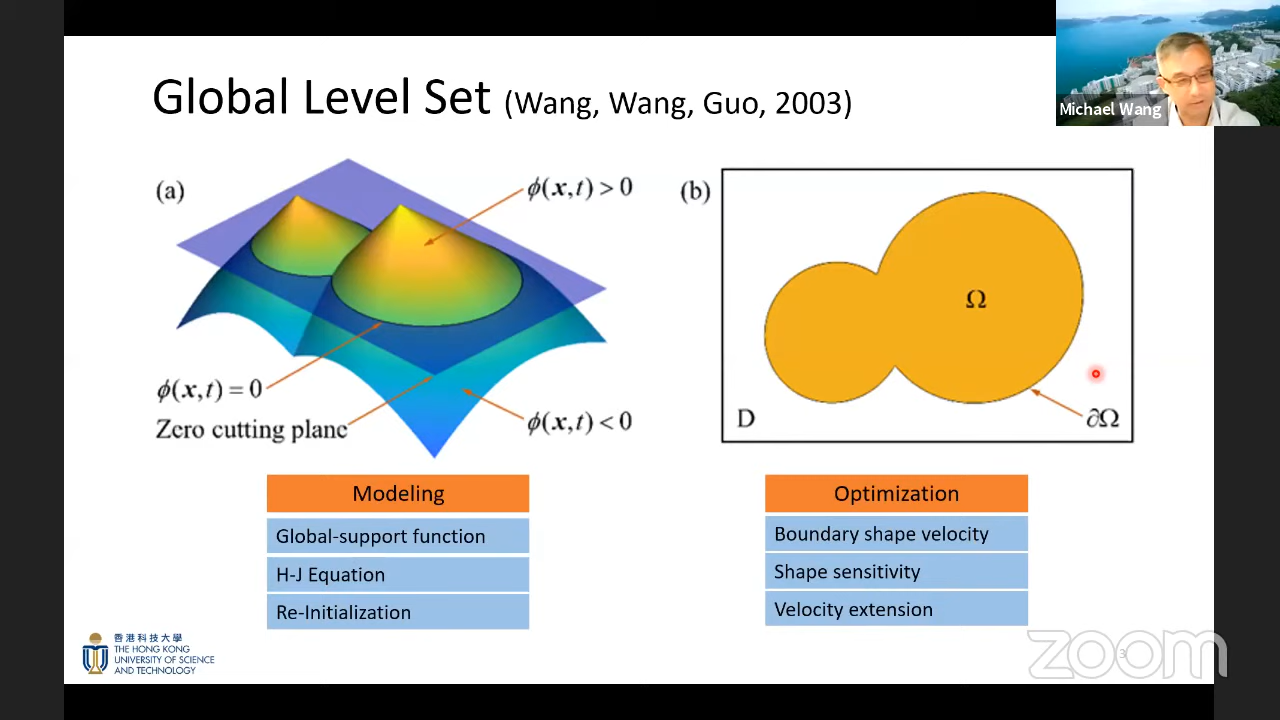 Global Level Set (Wang, Wang, Guo, 2003)
Michael Wang
(a)
ϕ(x,t) > 0
ϕ(x,t) = 0
Zero cutting plane
ϕ(x,t) < 0
(b)
Ω
D
∂Ω
Modeling
Global-support function
H-J Equation
Re-Initialization
Optimization
Boundary shape velocity
Shape sensitivity
Velocity extension
香港科技大學
THE HONG KONG
UNIVERSITY OF SCIENCE
AND TECHNOLOGY
3
zoom